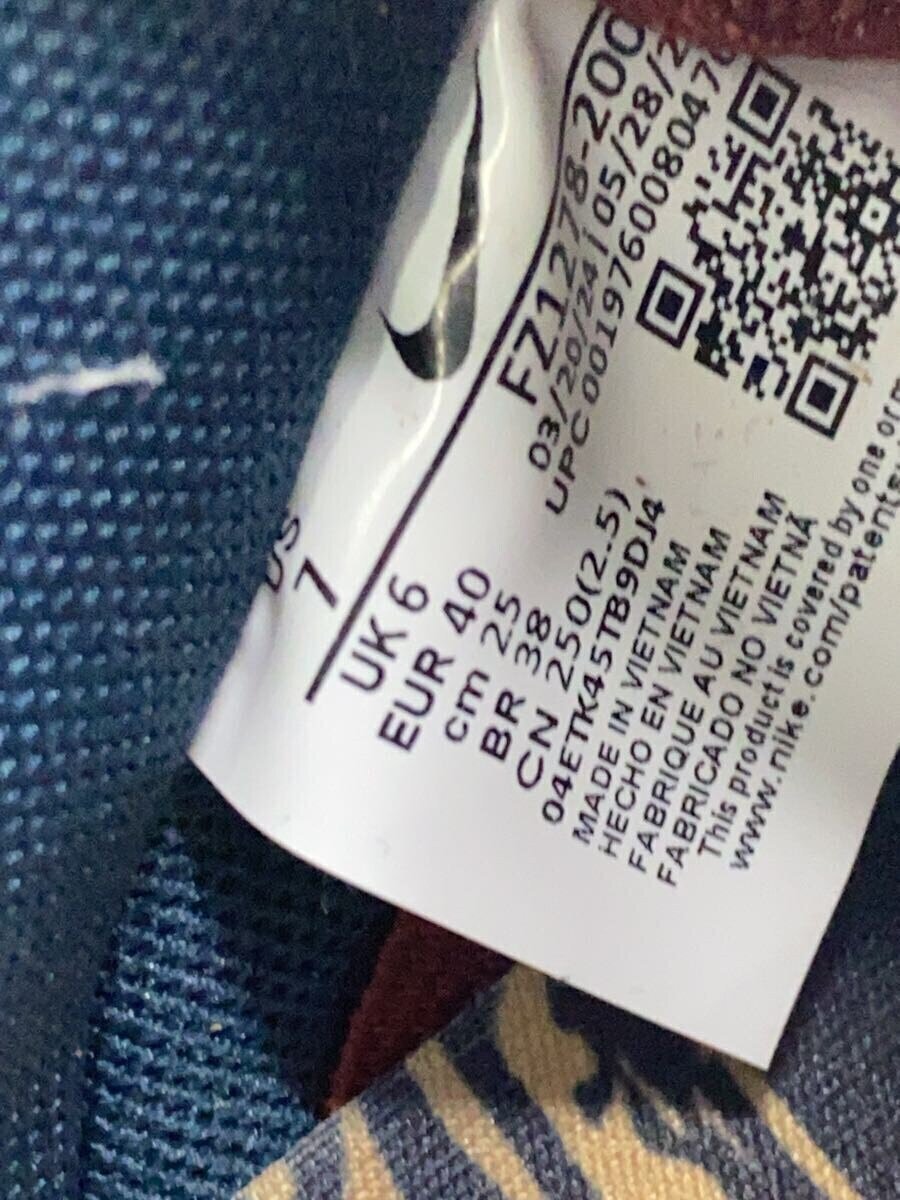 US
7
UK 6
EUR 40
cm 25
BR 38
CN 250(2.5)
FZ1278-200
03/20/24 | 05/28/2
UPC 0019760080470
04ETK45TB9DJ4
MADE IN VIETNAM
HECHO EN VIETNAM
FABRIQUE AU VIETNAM
FABRICADO NO VIETNÃ
This product is covered by one or
www.nike.com/patents